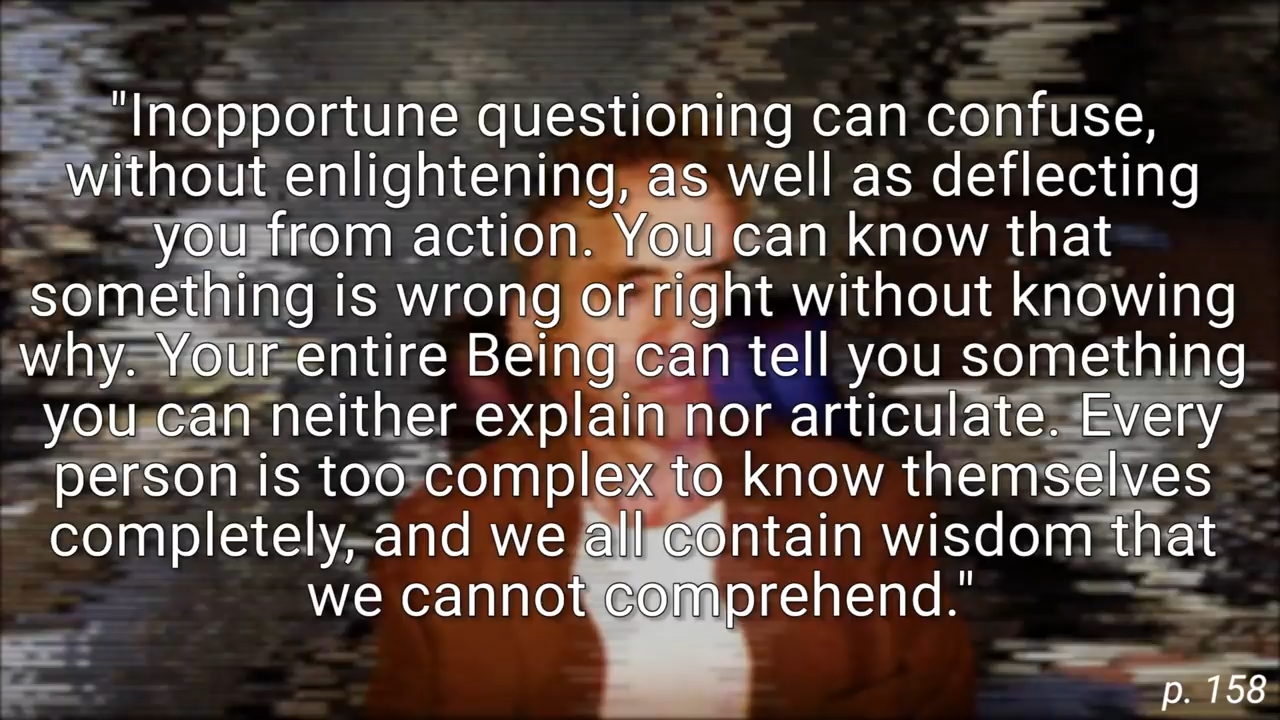 "Inopportune questioning can confuse,
without enlightening, as well as deflecting
you from action. You can know that
something is wrong or right without knowing
why. Your entire Being can tell you something
you can neither explain nor articulate. Every
person is too complex to know themselves
completely, and we all contain wisdom that
we cannot comprehend."
p. 158